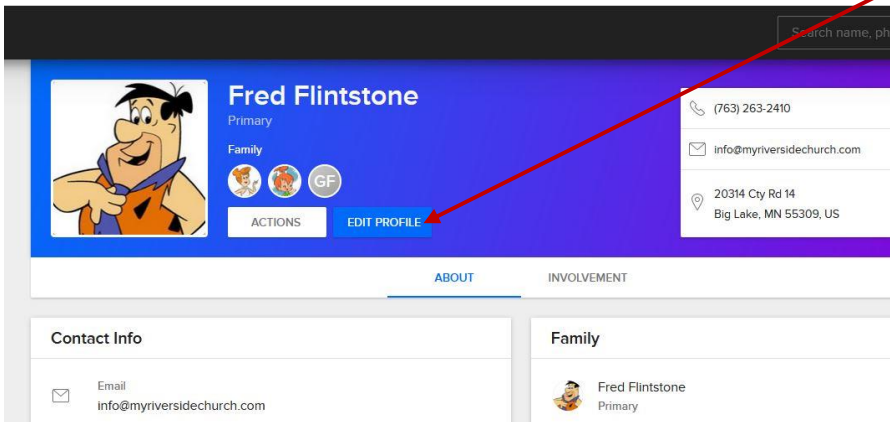 Search name, ph
Fred Flintstone
Primary
Family
GF
ACTIONS
EDIT PROFILE
(763) 263-2410
info@myriversidechurch.com
20314 Cty Rd 14
Big Lake, MN 55309, US
ABOUT
INVOLVEMENT
Contact Info
Email
info@myriversidechurch.com
Family
Fred Flintstone
Primary